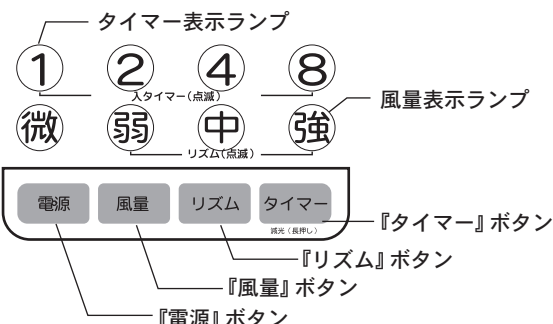 タイマー表示ランプ
1 2 4 8
入タイマー（点滅）
風量表示ランプ
微 弱 中 強
リズム（点滅）
電源 風量 リズム タイマー
減光（長押し）
『タイマー』ボタン
『リズム』ボタン
『風量』ボタン
『電源』ボタン